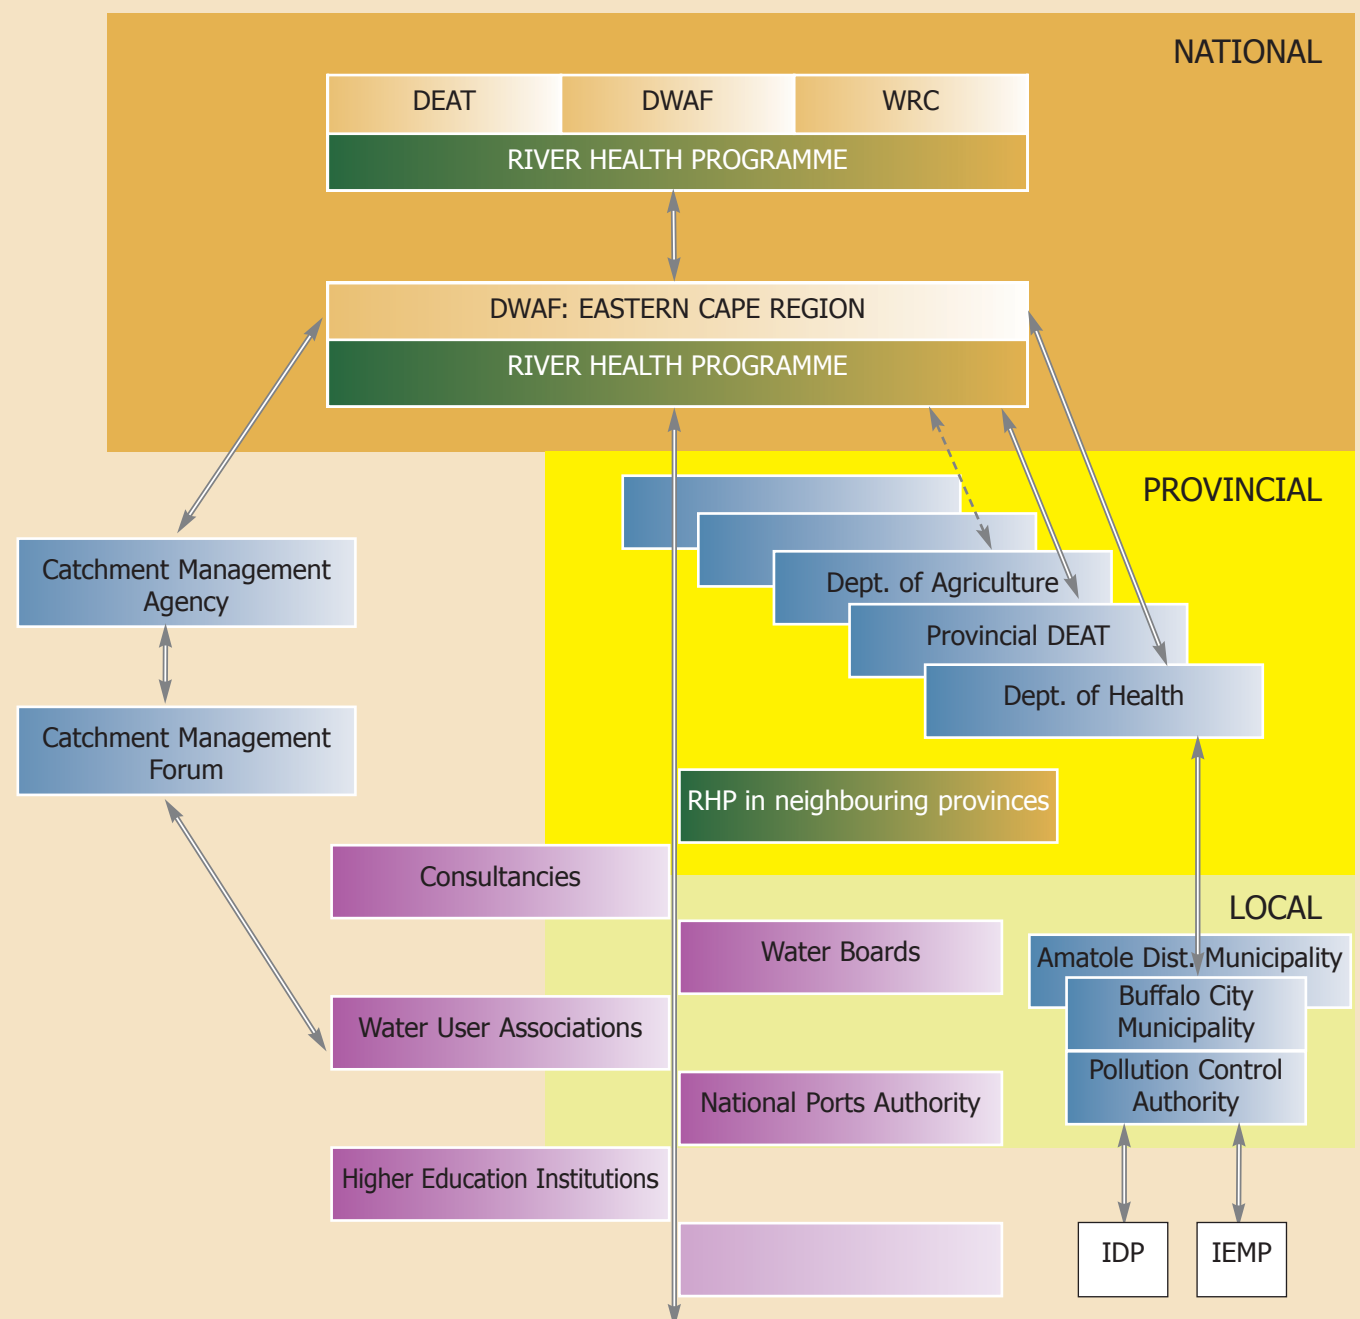 NATIONAL
DEAT
DWAF
WRC
RIVER HEALTH PROGRAMME
DWAF: EASTERN CAPE REGION
RIVER HEALTH PROGRAMME
PROVINCIAL
Catchment Management
Agency
Dept. of Agriculture
Provincial DEAT
Dept. of Health
Catchment Management
Forum
RHP in neighbouring provinces
Consultancies
LOCAL
Water Boards
Amatole Dist. Municipality
Buffalo City
Municipality
Water User Associations
Pollution Control
Authority
National Ports Authority
Higher Education Institutions
IDP
IEMP